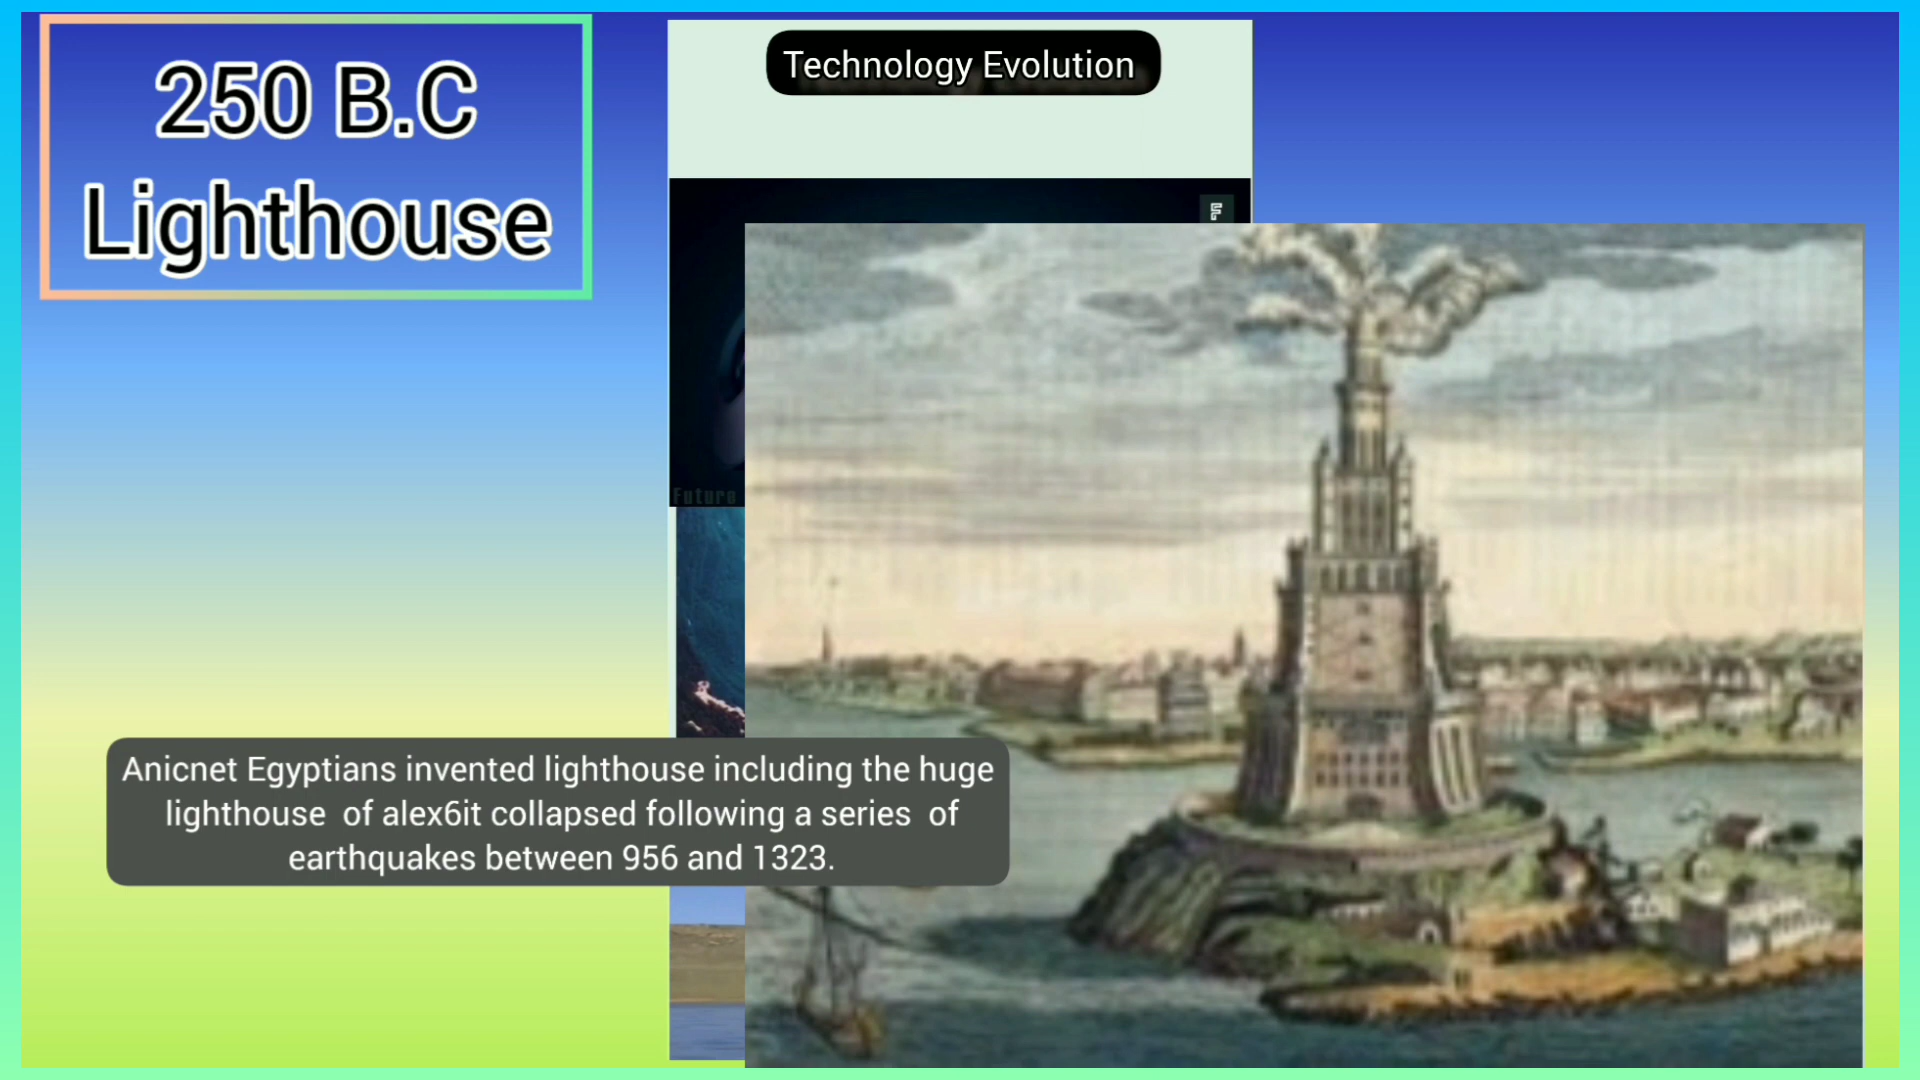 250 B.C
Lighthouse
Technology Evolution
Future
Anicnet Egyptians invented lighthouse including the huge
lighthouse of alex6it collapsed following a series of
earthquakes between 956 and 1323.